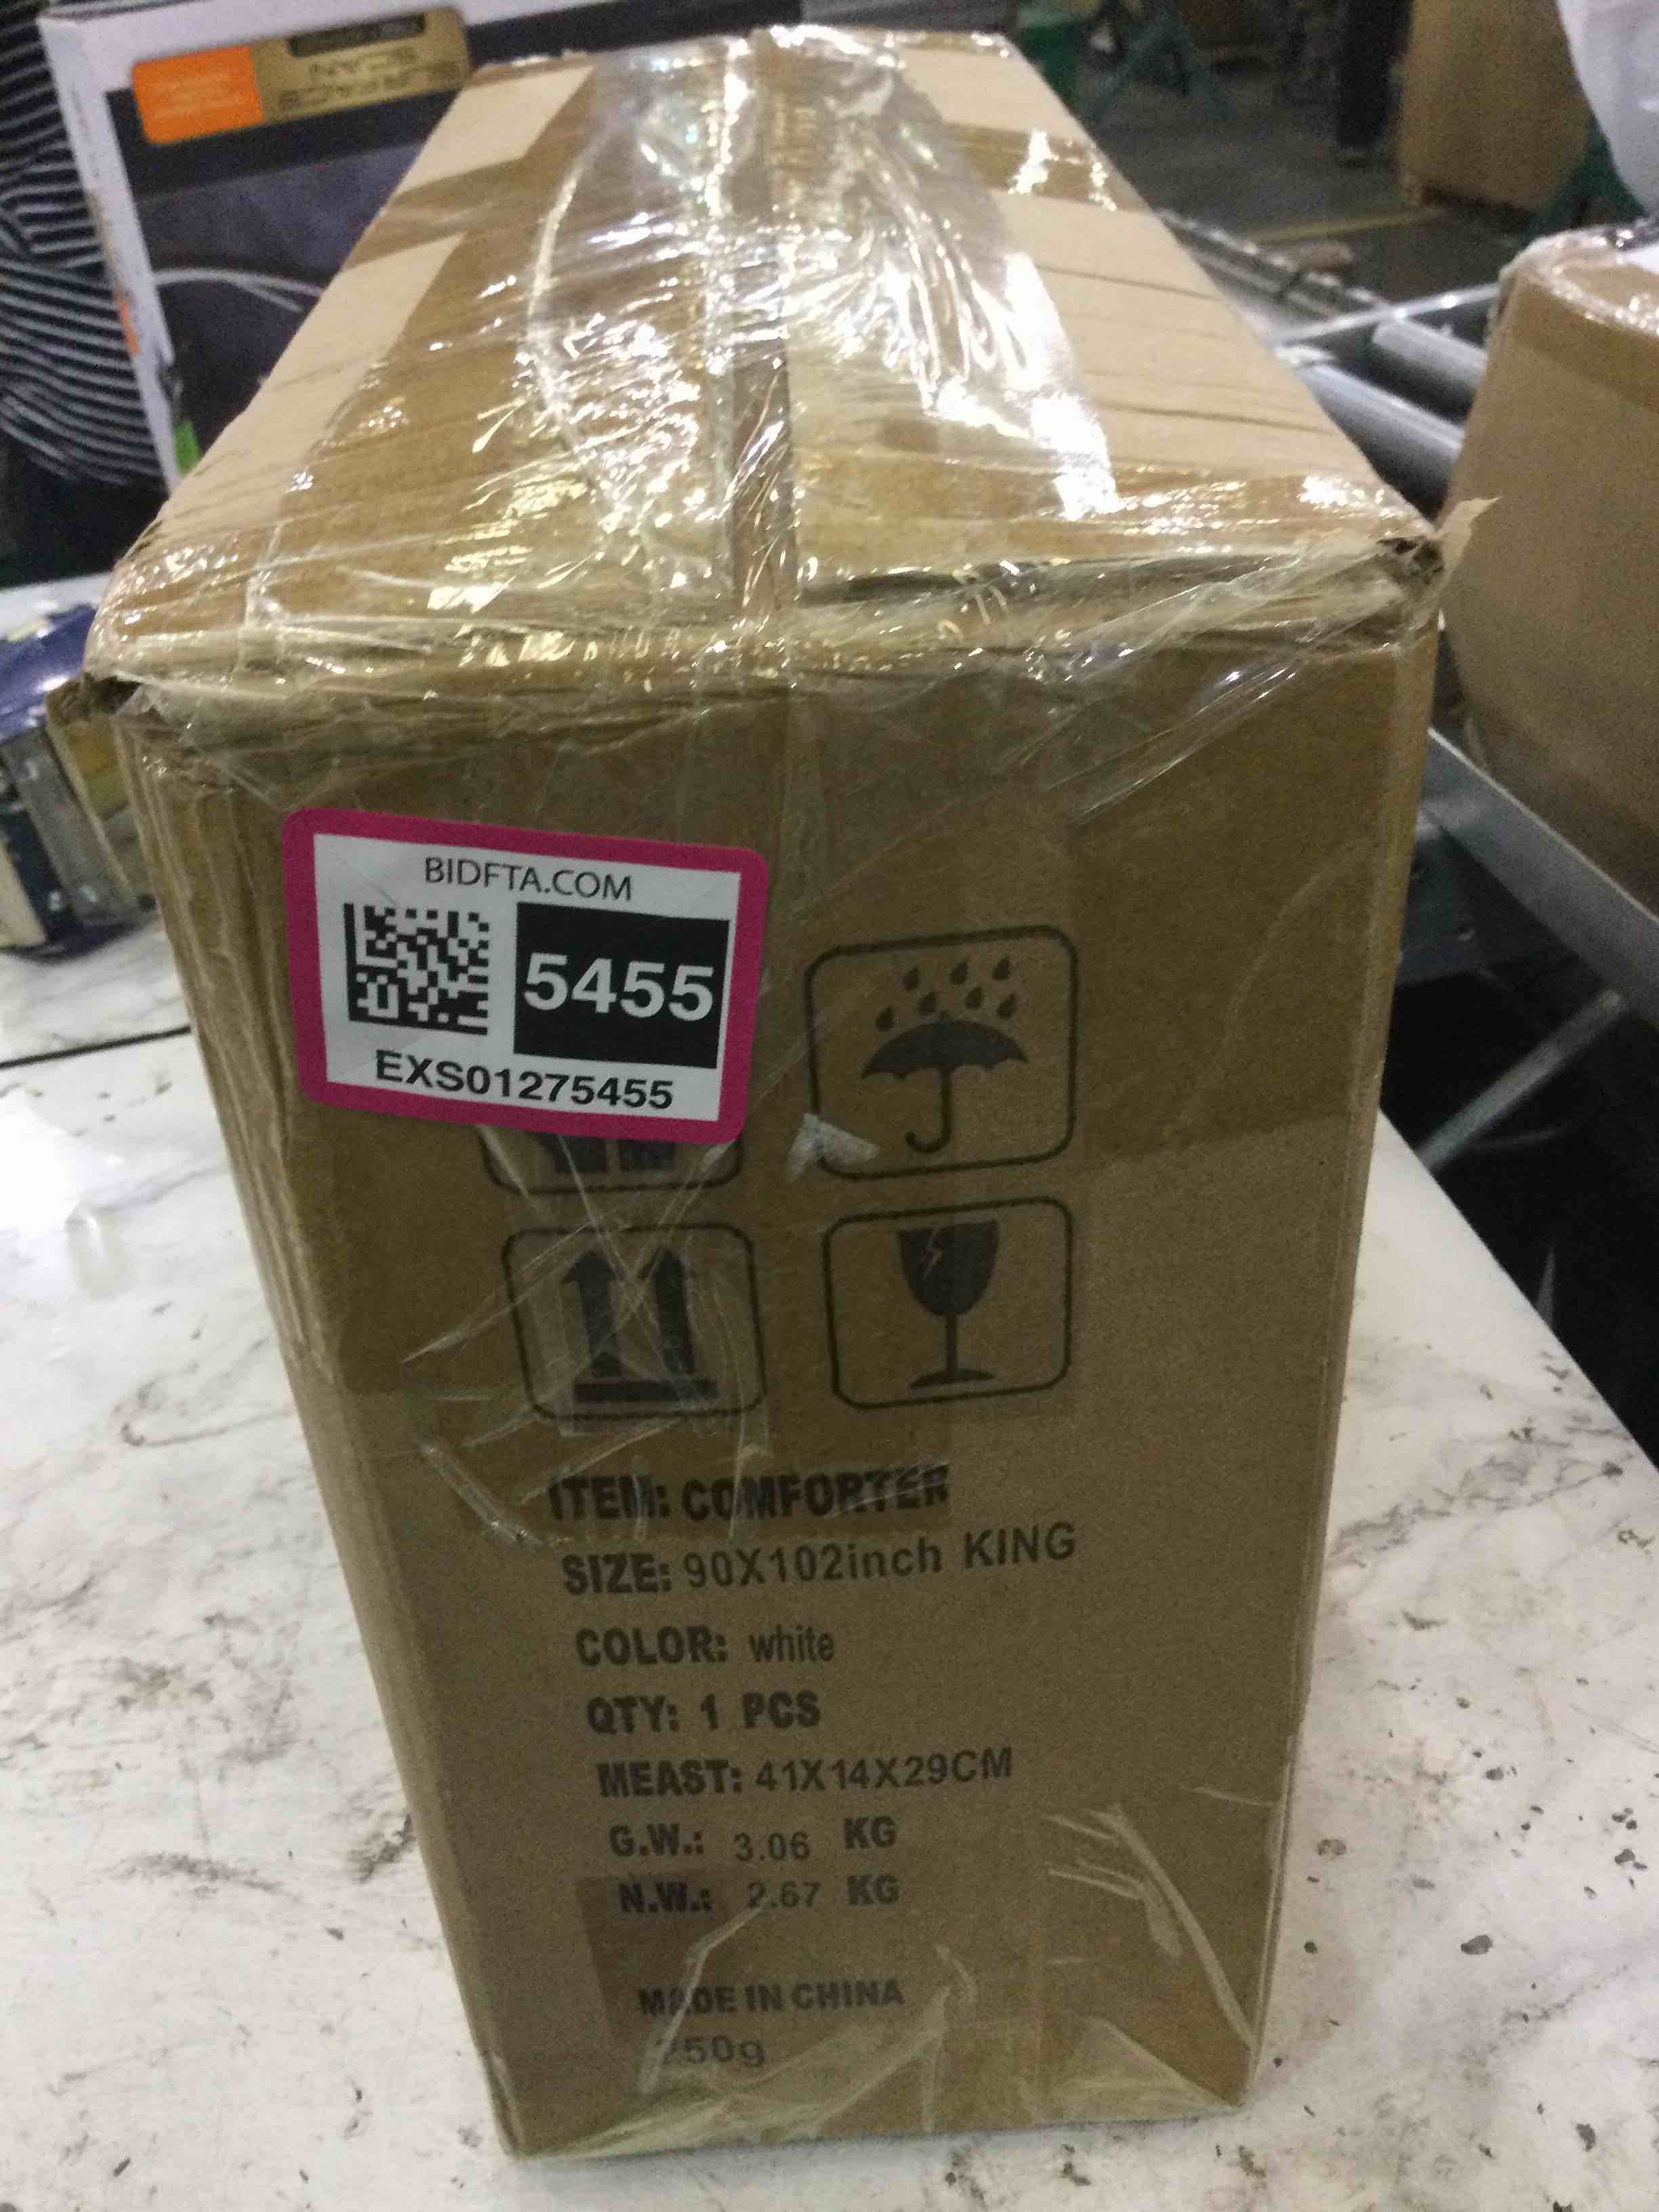 BIDFTA.COM
5455
EXS01275455
ITEM: COMFORTER
SIZE: 90X102inch KING
COLOR: white
QTY: 1 PCS
MEAST: 41X14X29CM
G.W.: 3.06 KG
N.W.: 2.67 KG
MADE IN CHINA